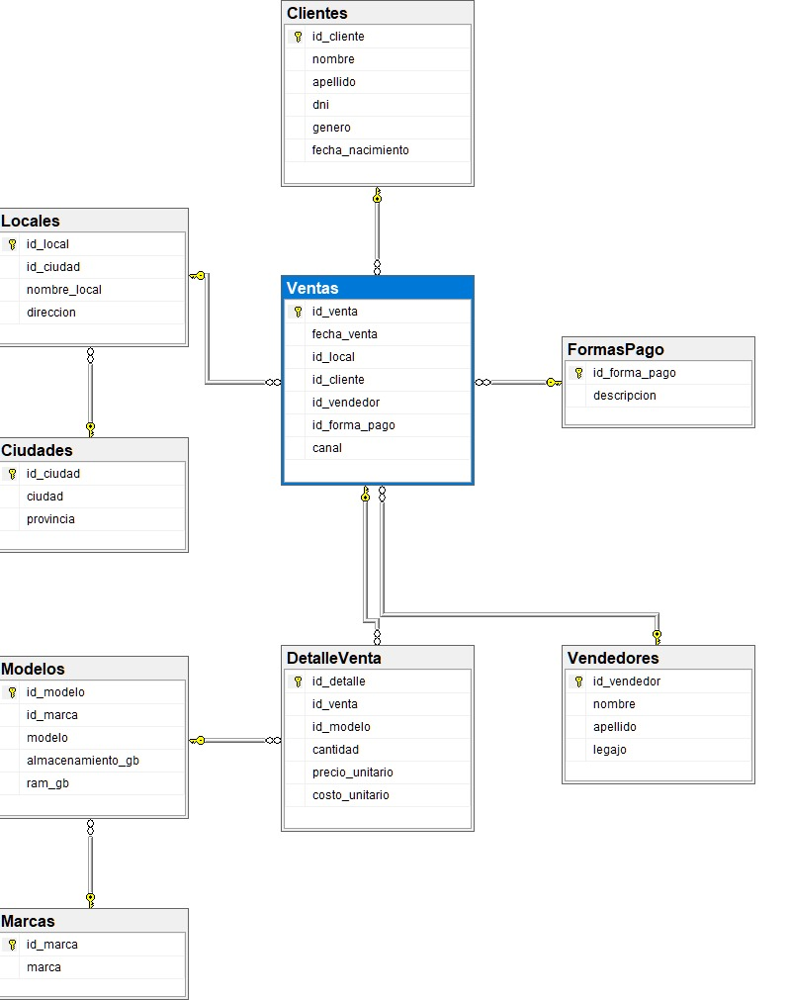 Clientes
id_cliente
nombre
apellido
dni
genero
fecha_nacimiento
Locales
id_local
id_ciudad
nombre_local
direccion
Ventas
id_venta
fecha_venta
id_local
id_cliente
id_vendedor
id_forma_pago
canal
FormasPago
id_forma_pago
descripcion
Ciudades
id_ciudad
ciudad
provincia
Modelos
id_modelo
id_marca
modelo
almacenamiento_gb
ram_gb
DetalleVenta
id_detalle
id_venta
id_modelo
cantidad
precio_unitario
costo_unitario
Vendedores
id_vendedor
nombre
apellido
legajo
Marcas
id_marca
marca